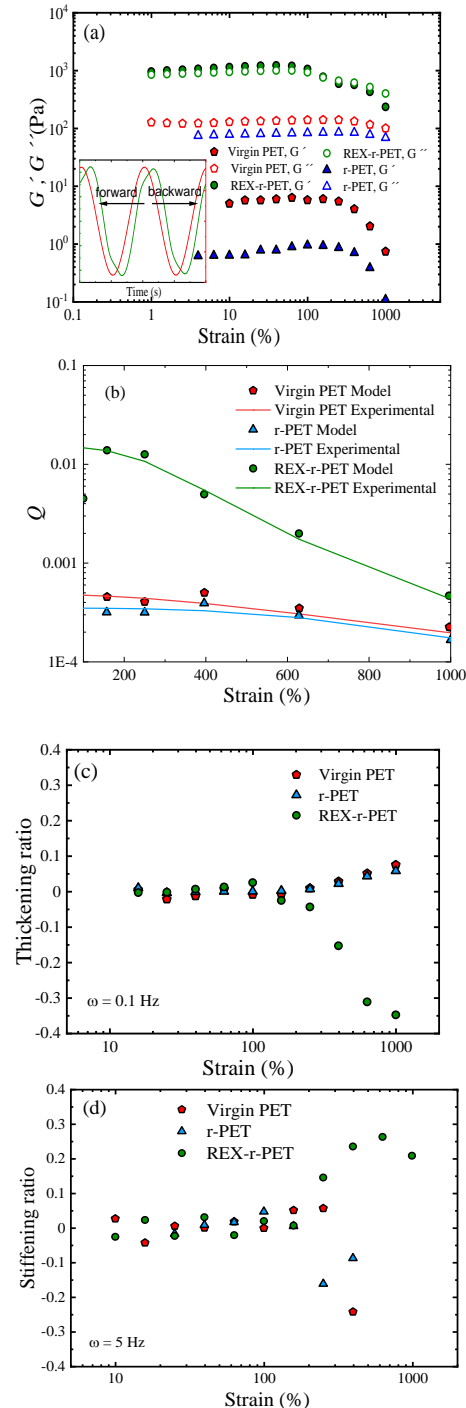 (a)
10⁴
10³
10²
10¹
10⁰
10⁻¹
G ′ G ″(Pa)
Virgin PET, G ′
Virgin PET, G ″
REX-r-PET, G ′
REX-r-PET, G ″
r-PET, G ′
r-PET, G ″
forward backward
Time (s)
0.1 1 10 100 1000
Strain (%)
(b)
0.1
0.01
0.001
1E-4
Q
Virgin PET Model
Virgin PET Experimental
r-PET Model
r-PET Experimental
REX-r-PET Model
REX-r-PET Experimental
200 400 600 800 1000
Strain (%)
(c)
0.4
0.3
0.2
0.1
0
-0.1
-0.2
-0.3
-0.4
Thickening ratio
Virgin PET
r-PET
REX-r-PET
ω = 0.1 Hz
10 100 1000
Strain (%)
(d)
0.4
0.3
0.2
0.1
0
-0.1
-0.2
-0.3
-0.4
Stiffening ratio
Virgin PET
r-PET
REX-r-PET
ω = 5 Hz
10 100 1000
Strain (%)